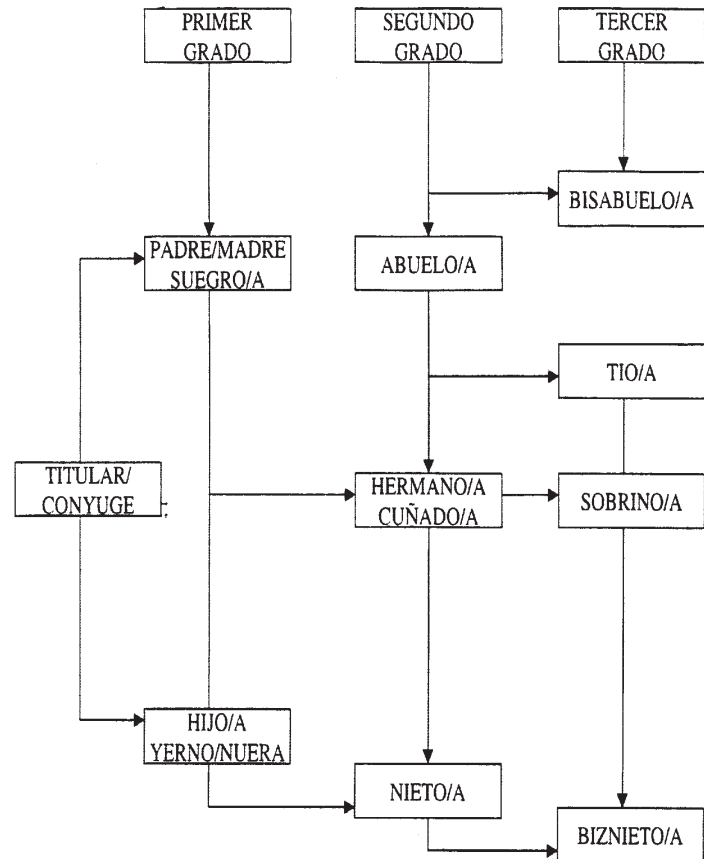 PRIMER
GRADO
SEGUNDO
GRADO
TERCER
GRADO
BISABUELO/A
PADRE/MADRE
SUEGRO/A
ABUELO/A
TIO/A
TITULAR/
CONYUGE
HERMANO/A
CUÑADO/A
SOBRINO/A
HIJO/A
YERNO/NUERA
NIETO/A
BIZNIETO/A